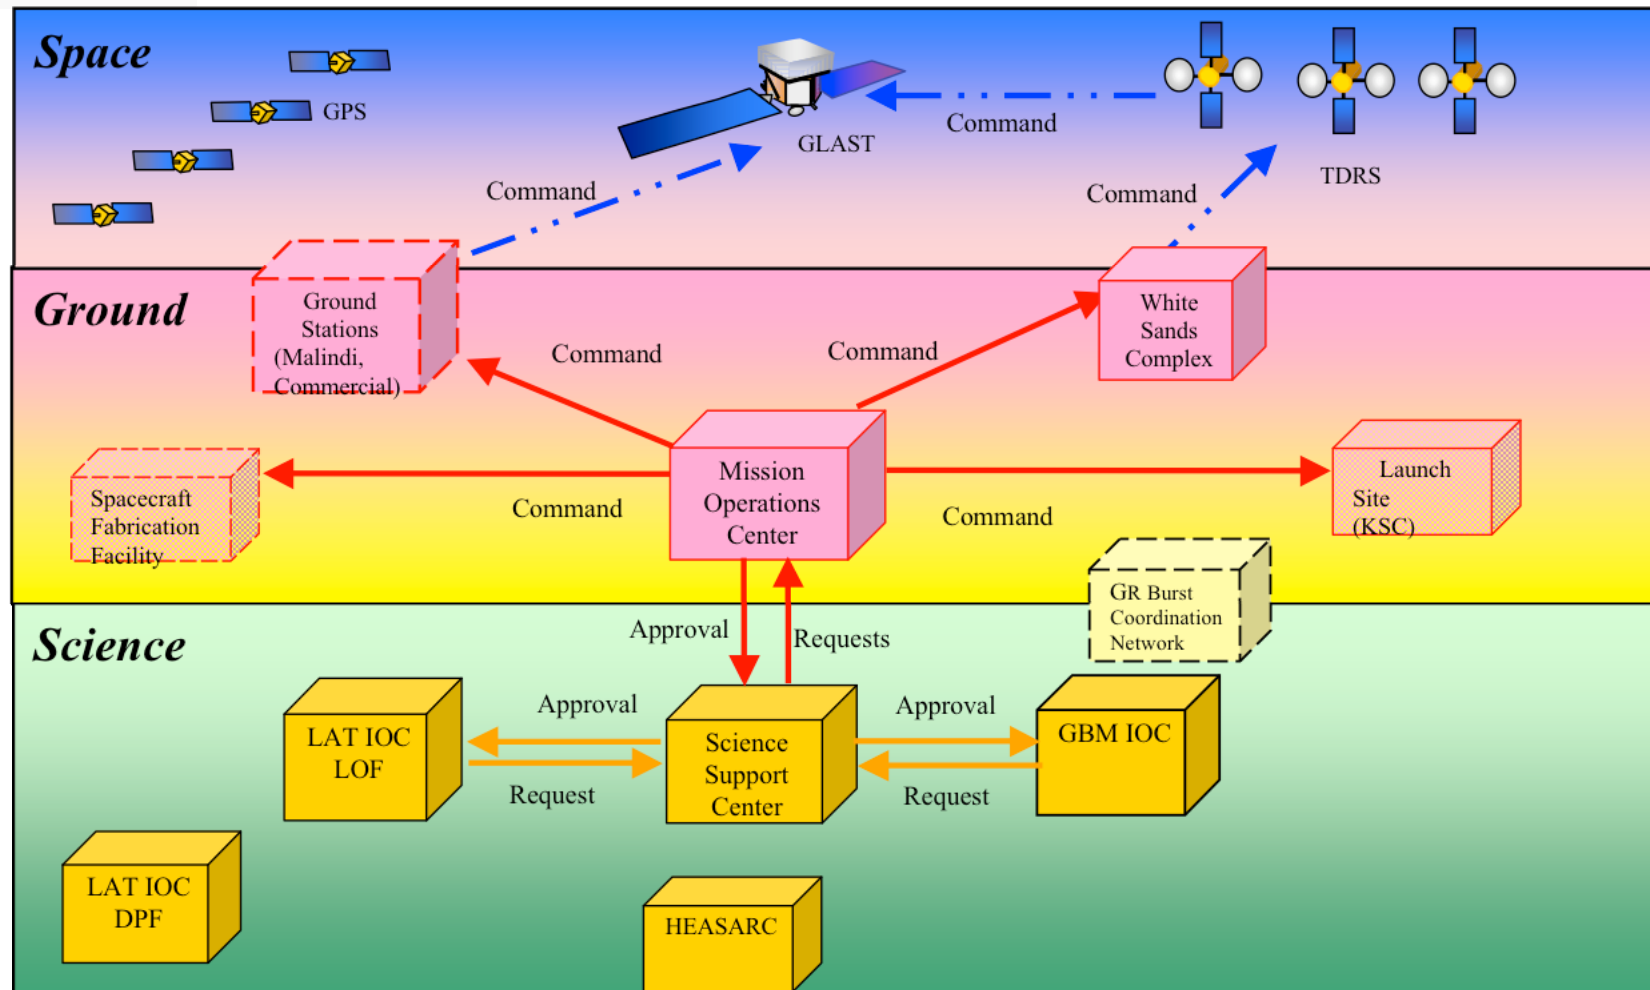 Space
GPS
GLAST
Command
TDRS
Command
Command
Ground
Ground
Stations
(Malindi,
Commercial)
Command
Command
White
Sands
Complex
Spacecraft
Fabrication
Facility
Command
Mission
Operations
Center
Command
Launch
Site
(KSC)
GR Burst
Coordination
Network
Science
Approval
Requests
LAT IOC
LOF
Approval
Request
Science
Support
Center
Approval
Request
GBM IOC
LAT IOC
DPF
HEASARC